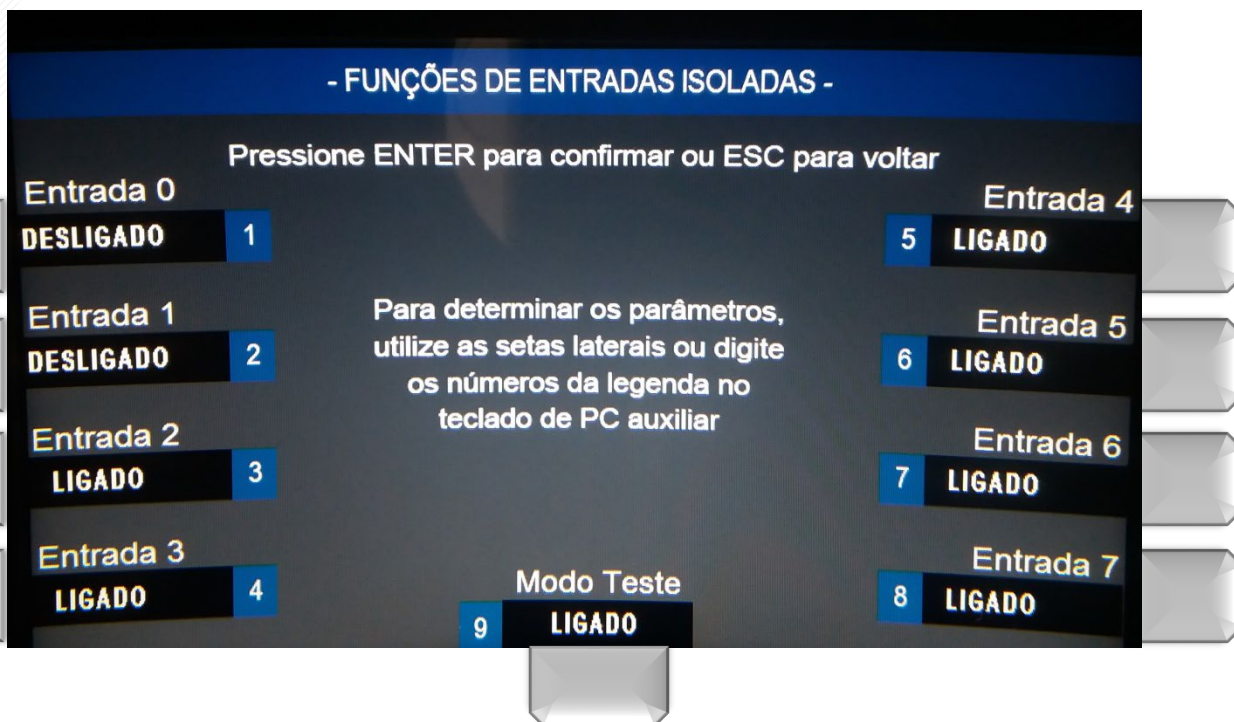 - FUNÇÕES DE ENTRADAS ISOLADAS -
Pressione ENTER para confirmar ou ESC para voltar
Entrada 0
DESLIGADO 1
Entrada 1
DESLIGADO 2
Entrada 2
LIGADO 3
Entrada 3
LIGADO 4
Para determinar os parâmetros,
utilize as setas laterais ou digite
os números da legenda no
teclado de PC auxiliar
Modo Teste
9 LIGADO
Entrada 4
5 LIGADO
Entrada 5
6 LIGADO
Entrada 6
7 LIGADO
Entrada 7
8 LIGADO